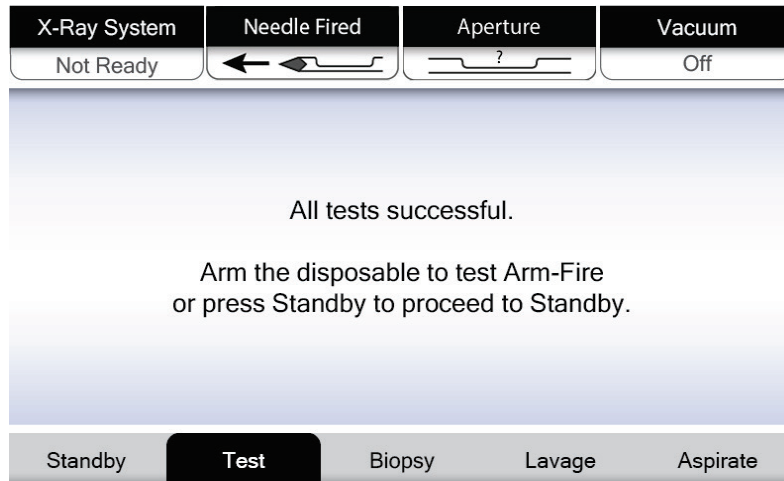 X-Ray System
Needle Fired
Aperture
Vacuum
Not Ready
?
Off
All tests successful.
Arm the disposable to test Arm-Fire
or press Standby to proceed to Standby.
Standby
Test
Biopsy
Lavage
Aspirate